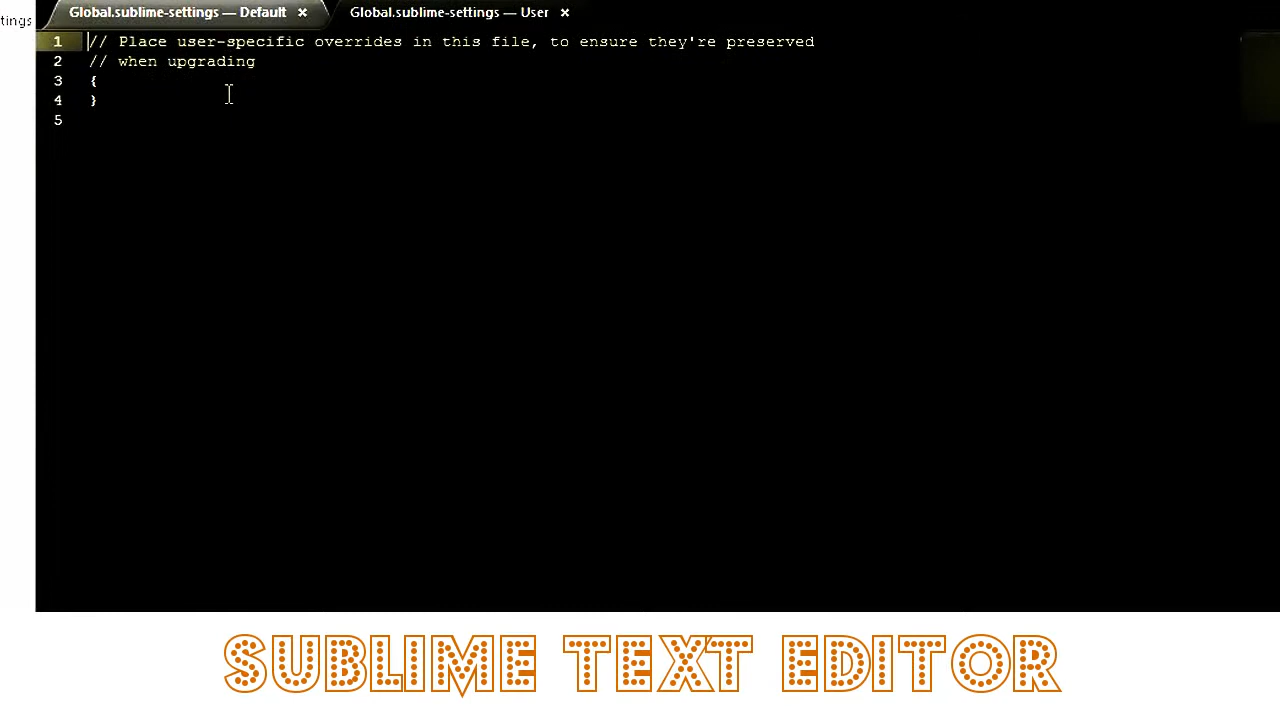 tings
Global.sublime-settings — Default × Global.sublime-settings — User ×
1 // Place user-specific overrides in this file, to ensure they're preserved
2 // when upgrading
3 {
4 }
5
SUBLIME TEXT EDITOR